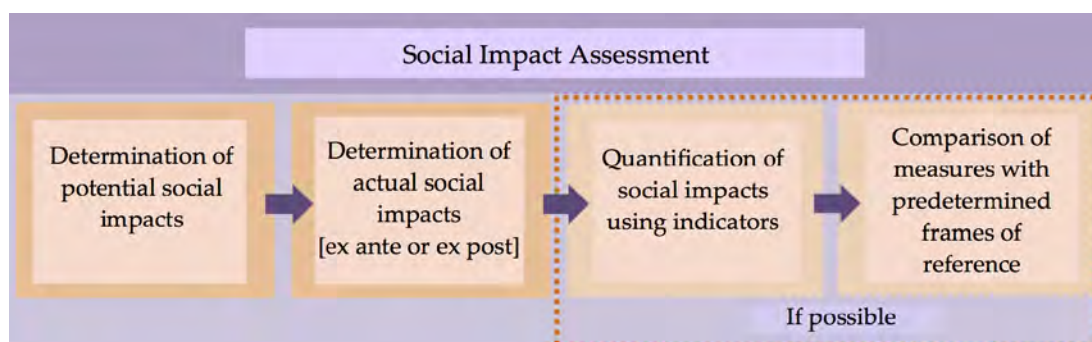 Social Impact Assessment
Determination of
potential social
impacts
Determination of
actual social
impacts
[ex ante or ex post]
Quantification of
social impacts
using indicators
Comparison of
measures with
predetermined
frames of
reference
If possible